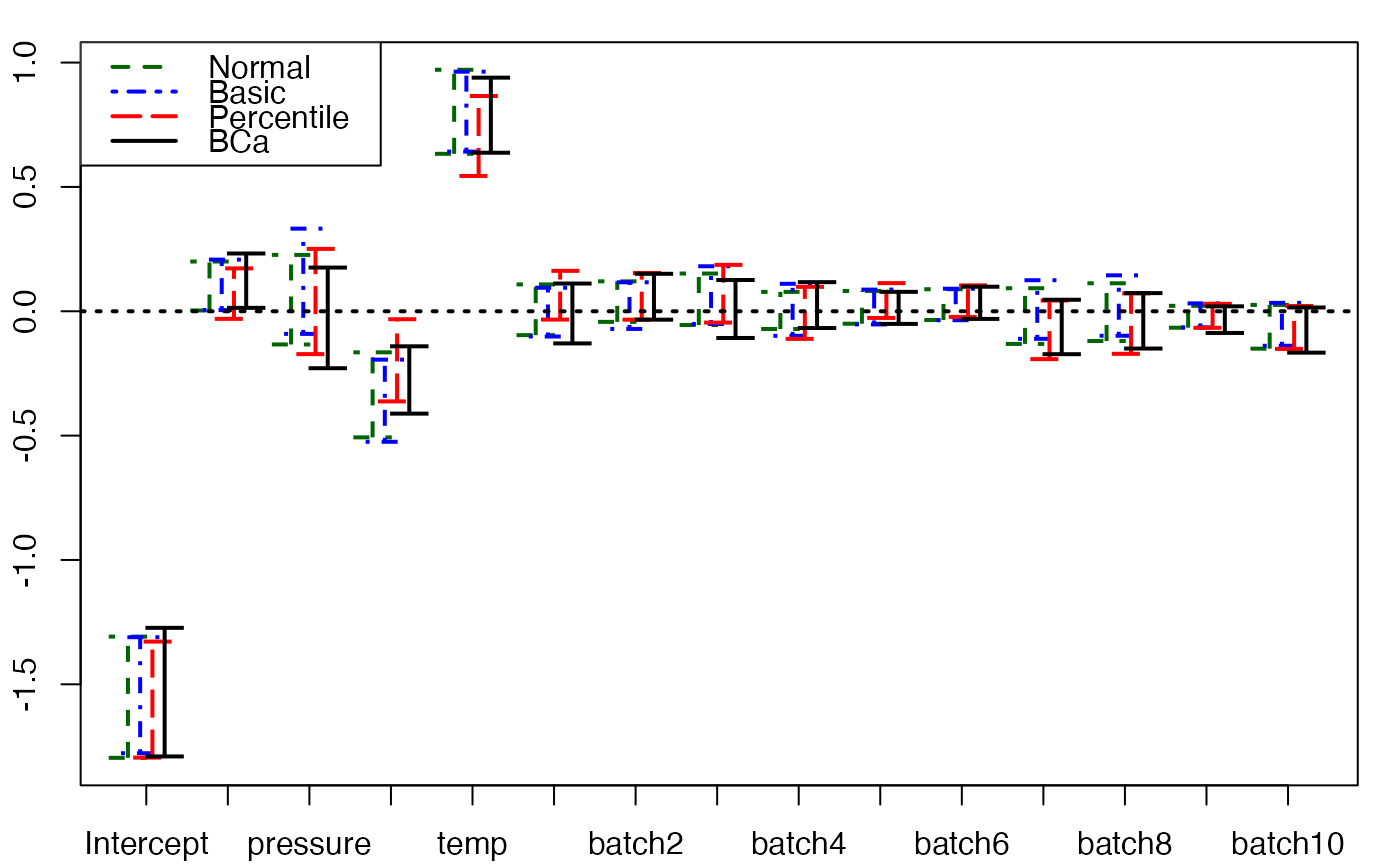 1.0
0.5
0.0
-0.5
-1.0
-1.5
Normal
Basic
Percentile
BCa
Intercept pressure temp batch2 batch4 batch6 batch8 batch10